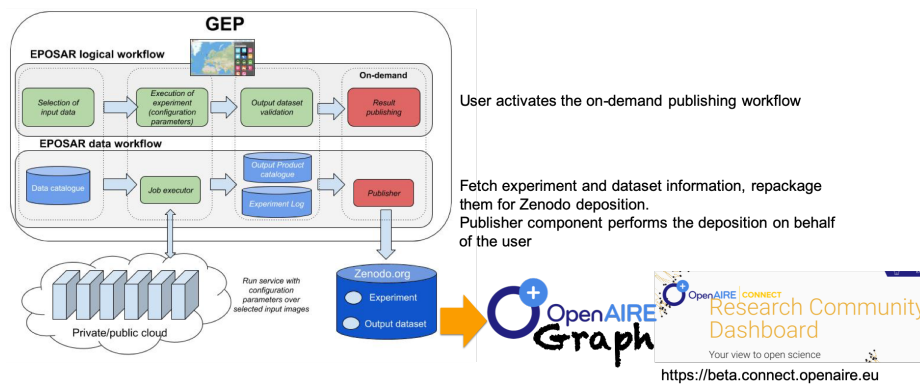 GEP
EPOSAR logical workflow
On-demand
Selection of
input data
Execution of
experiment
(configuration
parameters)
Output dataset
validation
Result
publishing
User activates the on-demand publishing workflow
EPOSAR data workflow
Data catalogue
Job executor
Output Product
catalogue
Experiment Log
Publisher
Fetch experiment and dataset information, repackage
them for Zenodo deposition.
Publisher component performs the deposition on behalf
of the user
Run service with
configuration
parameters over
selected input images
Private/public cloud
Zenodo.org
Experiment
Output dataset
OpenAIRE
Graph
OpenAIRE CONNECT
Research Community
Dashboard
Your view to open science
https://beta.connect.openaire.eu